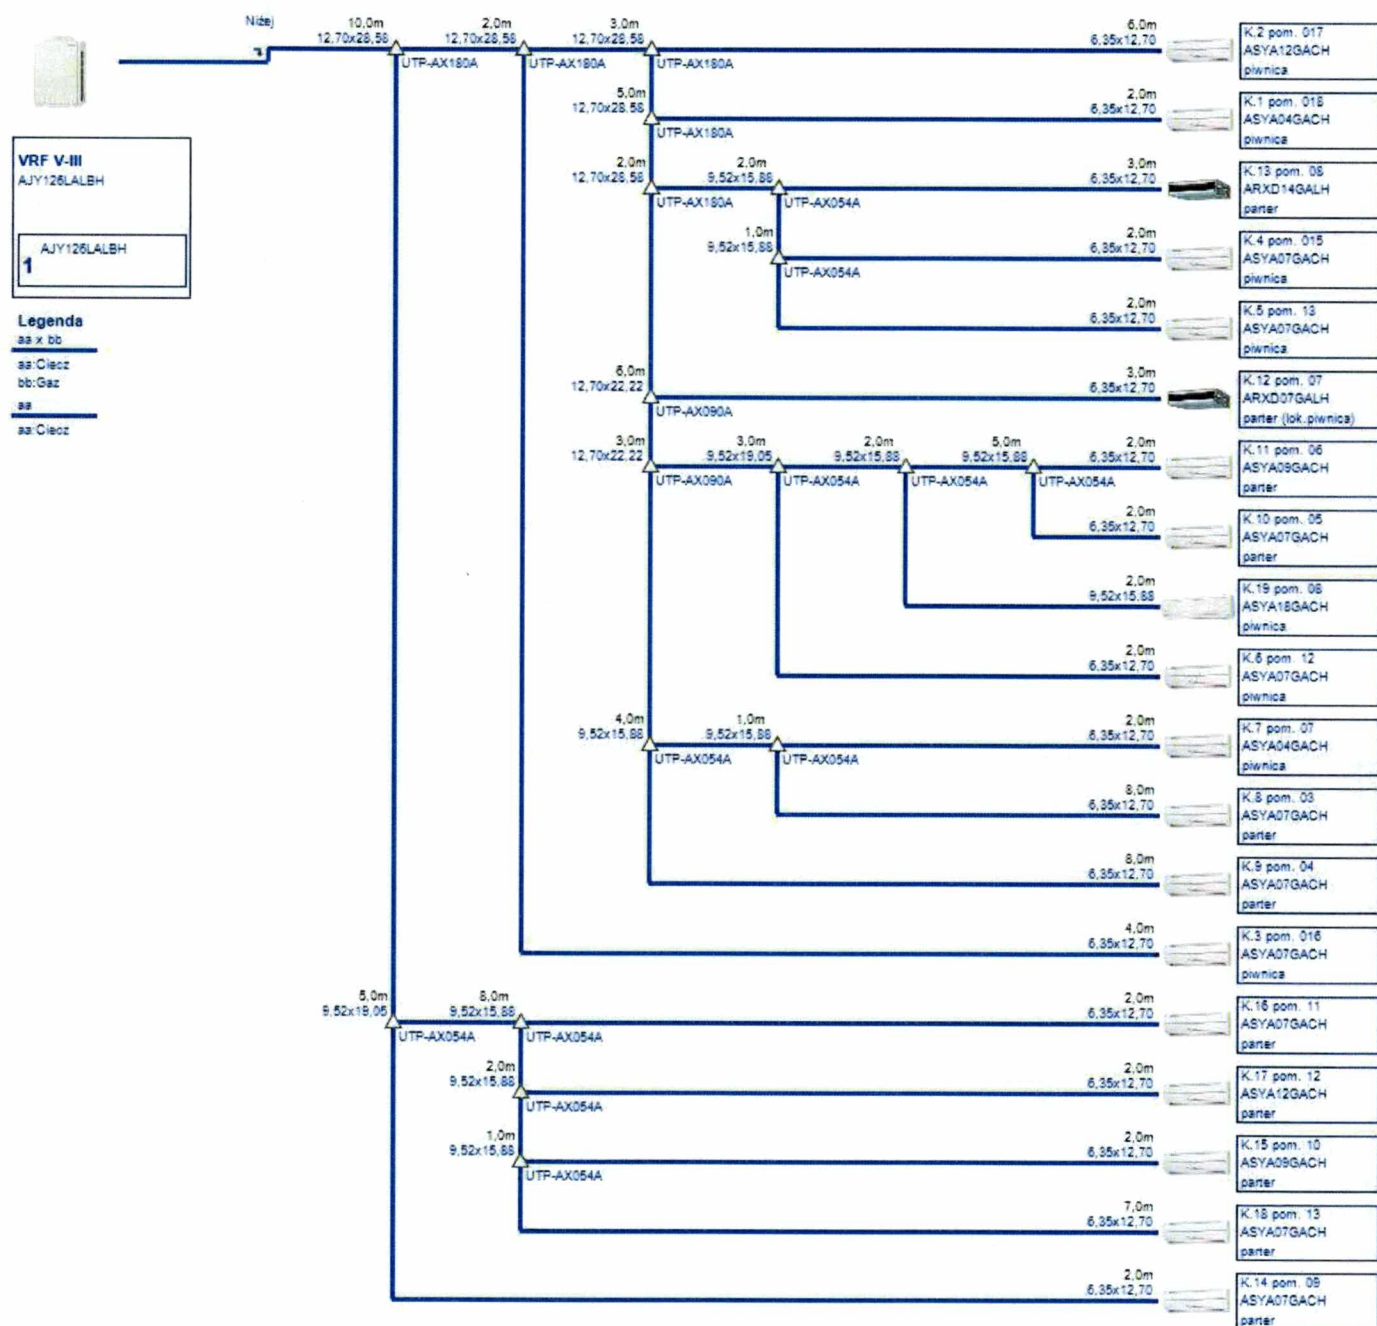 Niżej
10,0m
12,70x28,58
UTP-AX180A
2,0m
12,70x28,58
UTP-AX180A
3,0m
12,70x28,58
UTP-AX180A
6,0m
6,35x12,70
K.2 pom. 017
ASYA12GACH
piwnica
5,0m
12,70x28,58
UTP-AX180A
2,0m
6,35x12,70
K.1 pom. 018
ASYA04GACH
piwnica
VRF V-III
AJY126LALBH
AJY126LALBH
1
Legenda
aa x bb
aa:Ciecz
bb:Gaz
aa
aa:Ciecz
2,0m
12,70x28,58
UTP-AX180A
2,0m
9,52x15,88
UTP-AX054A
3,0m
6,35x12,70
K.13 pom. 08
ARXD14GALH
parter
1,0m
9,52x15,88
UTP-AX054A
2,0m
6,35x12,70
K.4 pom. 015
ASYA07GACH
piwnica
2,0m
6,35x12,70
K.5 pom. 13
ASYA07GACH
piwnica
6,0m
12,70x22,22
UTP-AX090A
3,0m
6,35x12,70
K.12 pom. 07
ARXD07GALH
parter (lok.piwnica)
3,0m
12,70x22,22
UTP-AX090A
3,0m
9,52x19,05
UTP-AX054A
2,0m
9,52x15,88
UTP-AX054A
5,0m
9,52x15,88
UTP-AX054A
2,0m
6,35x12,70
K.11 pom. 06
ASYA09GACH
parter
2,0m
6,35x12,70
K.10 pom. 05
ASYA07GACH
parter
2,0m
9,52x15,88
K.19 pom. 08
ASYA18GACH
piwnica
2,0m
6,35x12,70
K.6 pom. 12
ASYA07GACH
piwnica
4,0m
9,52x15,88
UTP-AX054A
1,0m
9,52x15,88
UTP-AX054A
2,0m
6,35x12,70
K.7 pom. 07
ASYA04GACH
piwnica
8,0m
6,35x12,70
K.8 pom. 03
ASYA07GACH
parter
8,0m
6,35x12,70
K.9 pom. 04
ASYA07GACH
parter
4,0m
6,35x12,70
K.3 pom. 016
ASYA07GACH
piwnica
5,0m
9,52x19,05
UTP-AX054A
8,0m
9,52x15,88
UTP-AX054A
2,0m
6,35x12,70
K.16 pom. 11
ASYA07GACH
parter
2,0m
9,52x15,88
UTP-AX054A
2,0m
6,35x12,70
K.17 pom. 12
ASYA12GACH
parter
1,0m
9,52x15,88
UTP-AX054A
2,0m
6,35x12,70
K.15 pom. 10
ASYA09GACH
parter
7,0m
6,35x12,70
K.18 pom. 13
ASYA07GACH
parter
2,0m
6,35x12,70
K.14 pom. 09
ASYA07GACH
parter